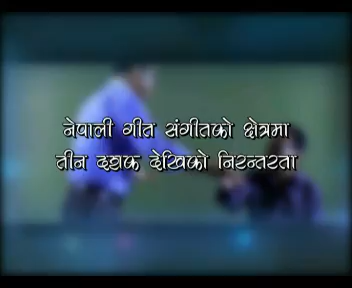 नेपाली गीत संगीतको क्षेत्रमा
तीन दशक देखिको निरन्तरता